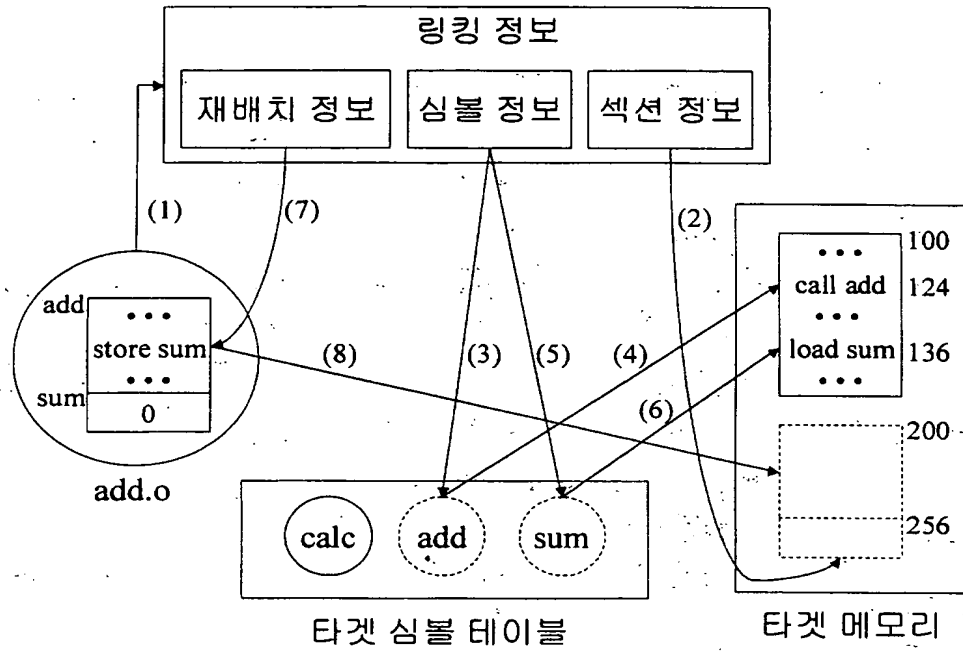 링킹 정보
재배치 정보
심볼 정보
섹션 정보
(1)
(7)
(2)
100
• • •
call add
124
• • •
load sum
136
• • •
add
• • •
store sum
• • •
sum
0
(8)
(3)
(5)
(4)
(6)
200
256
add.o
calc
add
sum
타겟 심볼 테이블
타겟 메모리